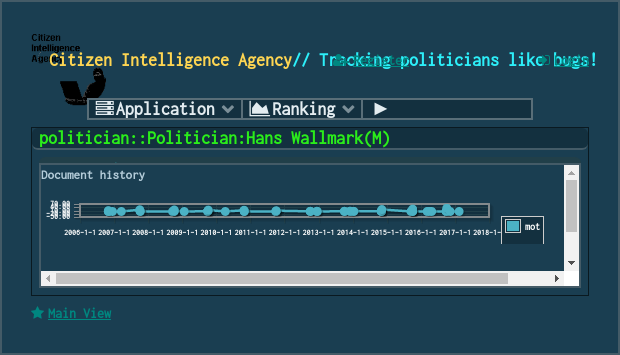 Citizen
Intelligence
Agency
Citizen Intelligence Agency// Tracking politicians like bugs!
Register
Login
Application
Ranking
politician::Politician:Hans Wallmark(M)
Document history
70.00
-30.00
2006-1-1 2007-1-1 2008-1-1 2009-1-1 2010-1-1 2011-1-1 2012-1-1 2013-1-1 2014-1-1 2015-1-1 2016-1-1 2017-1-1 2018-1-
mot
Main View